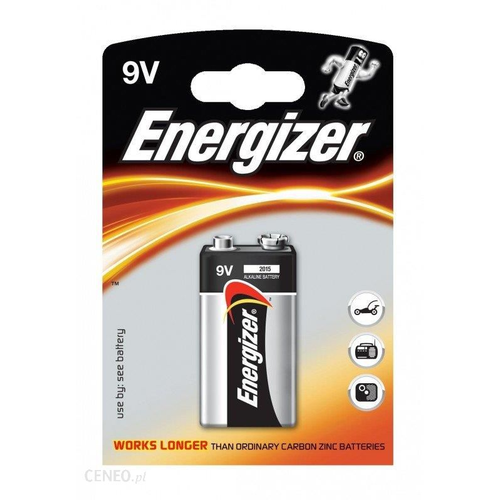 9V
Energizer
Energizer®
™
9V
2015
ALKALINE BATTERY
Energizer
use by: see battery
WORKS LONGER THAN ORDINARY CARBON ZINC BATTERIES
CENEO.pl